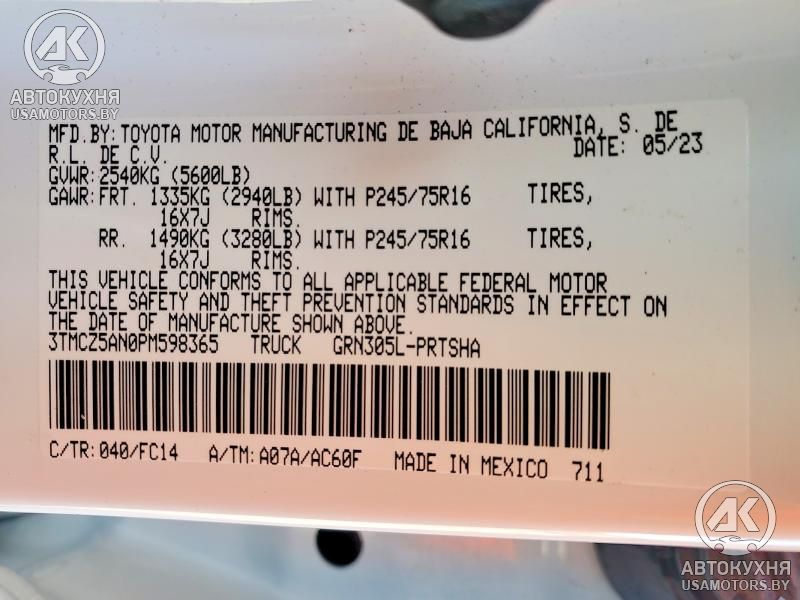 AK
АВТОКУХНЯ
USAMOTORS.BY
MFD.BY: TOYOTA MOTOR MANUFACTURING DE BAJA CALIFORNIA, S. DE
R.L. DE C.V. DATE: 05/23
GVWR: 2540KG (5600LB)
GAWR: FRT. 1335KG (2940LB) WITH P245/75R16 TIRES,
16X7J RIMS.
RR. 1490KG (3280LB) WITH P245/75R16 TIRES,
16X7J RIMS.
THIS VEHICLE CONFORMS TO ALL APPLICABLE FEDERAL MOTOR
VEHICLE SAFETY AND THEFT PREVENTION STANDARDS IN EFFECT ON
THE DATE OF MANUFACTURE SHOWN ABOVE.
3TMCZ5AN0PM598365 TRUCK GRN305L-PRTSHA
C/TR: 040/FC14 A/TM: A07A/AC60F MADE IN MEXICO 711
AK
АВТОКУХНЯ
USAMOTORS.BY